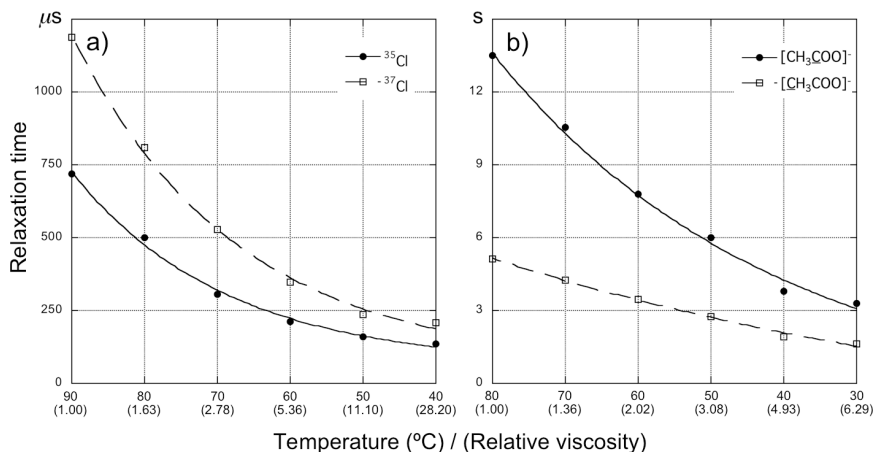 μs
a)
³⁵Cl
³⁷Cl
1000
750
500
250
0
90 80 70 60 50 40
(1.00) (1.63) (2.78) (5.36) (11.10) (28.20)
s
b)
[CH₃COO]⁻
[CH₃COO]⁻
12
9
6
3
0
80 70 60 50 40 30
(1.00) (1.36) (2.02) (3.08) (4.93) (6.29)
Relaxation time
Temperature (ºC) / (Relative viscosity)